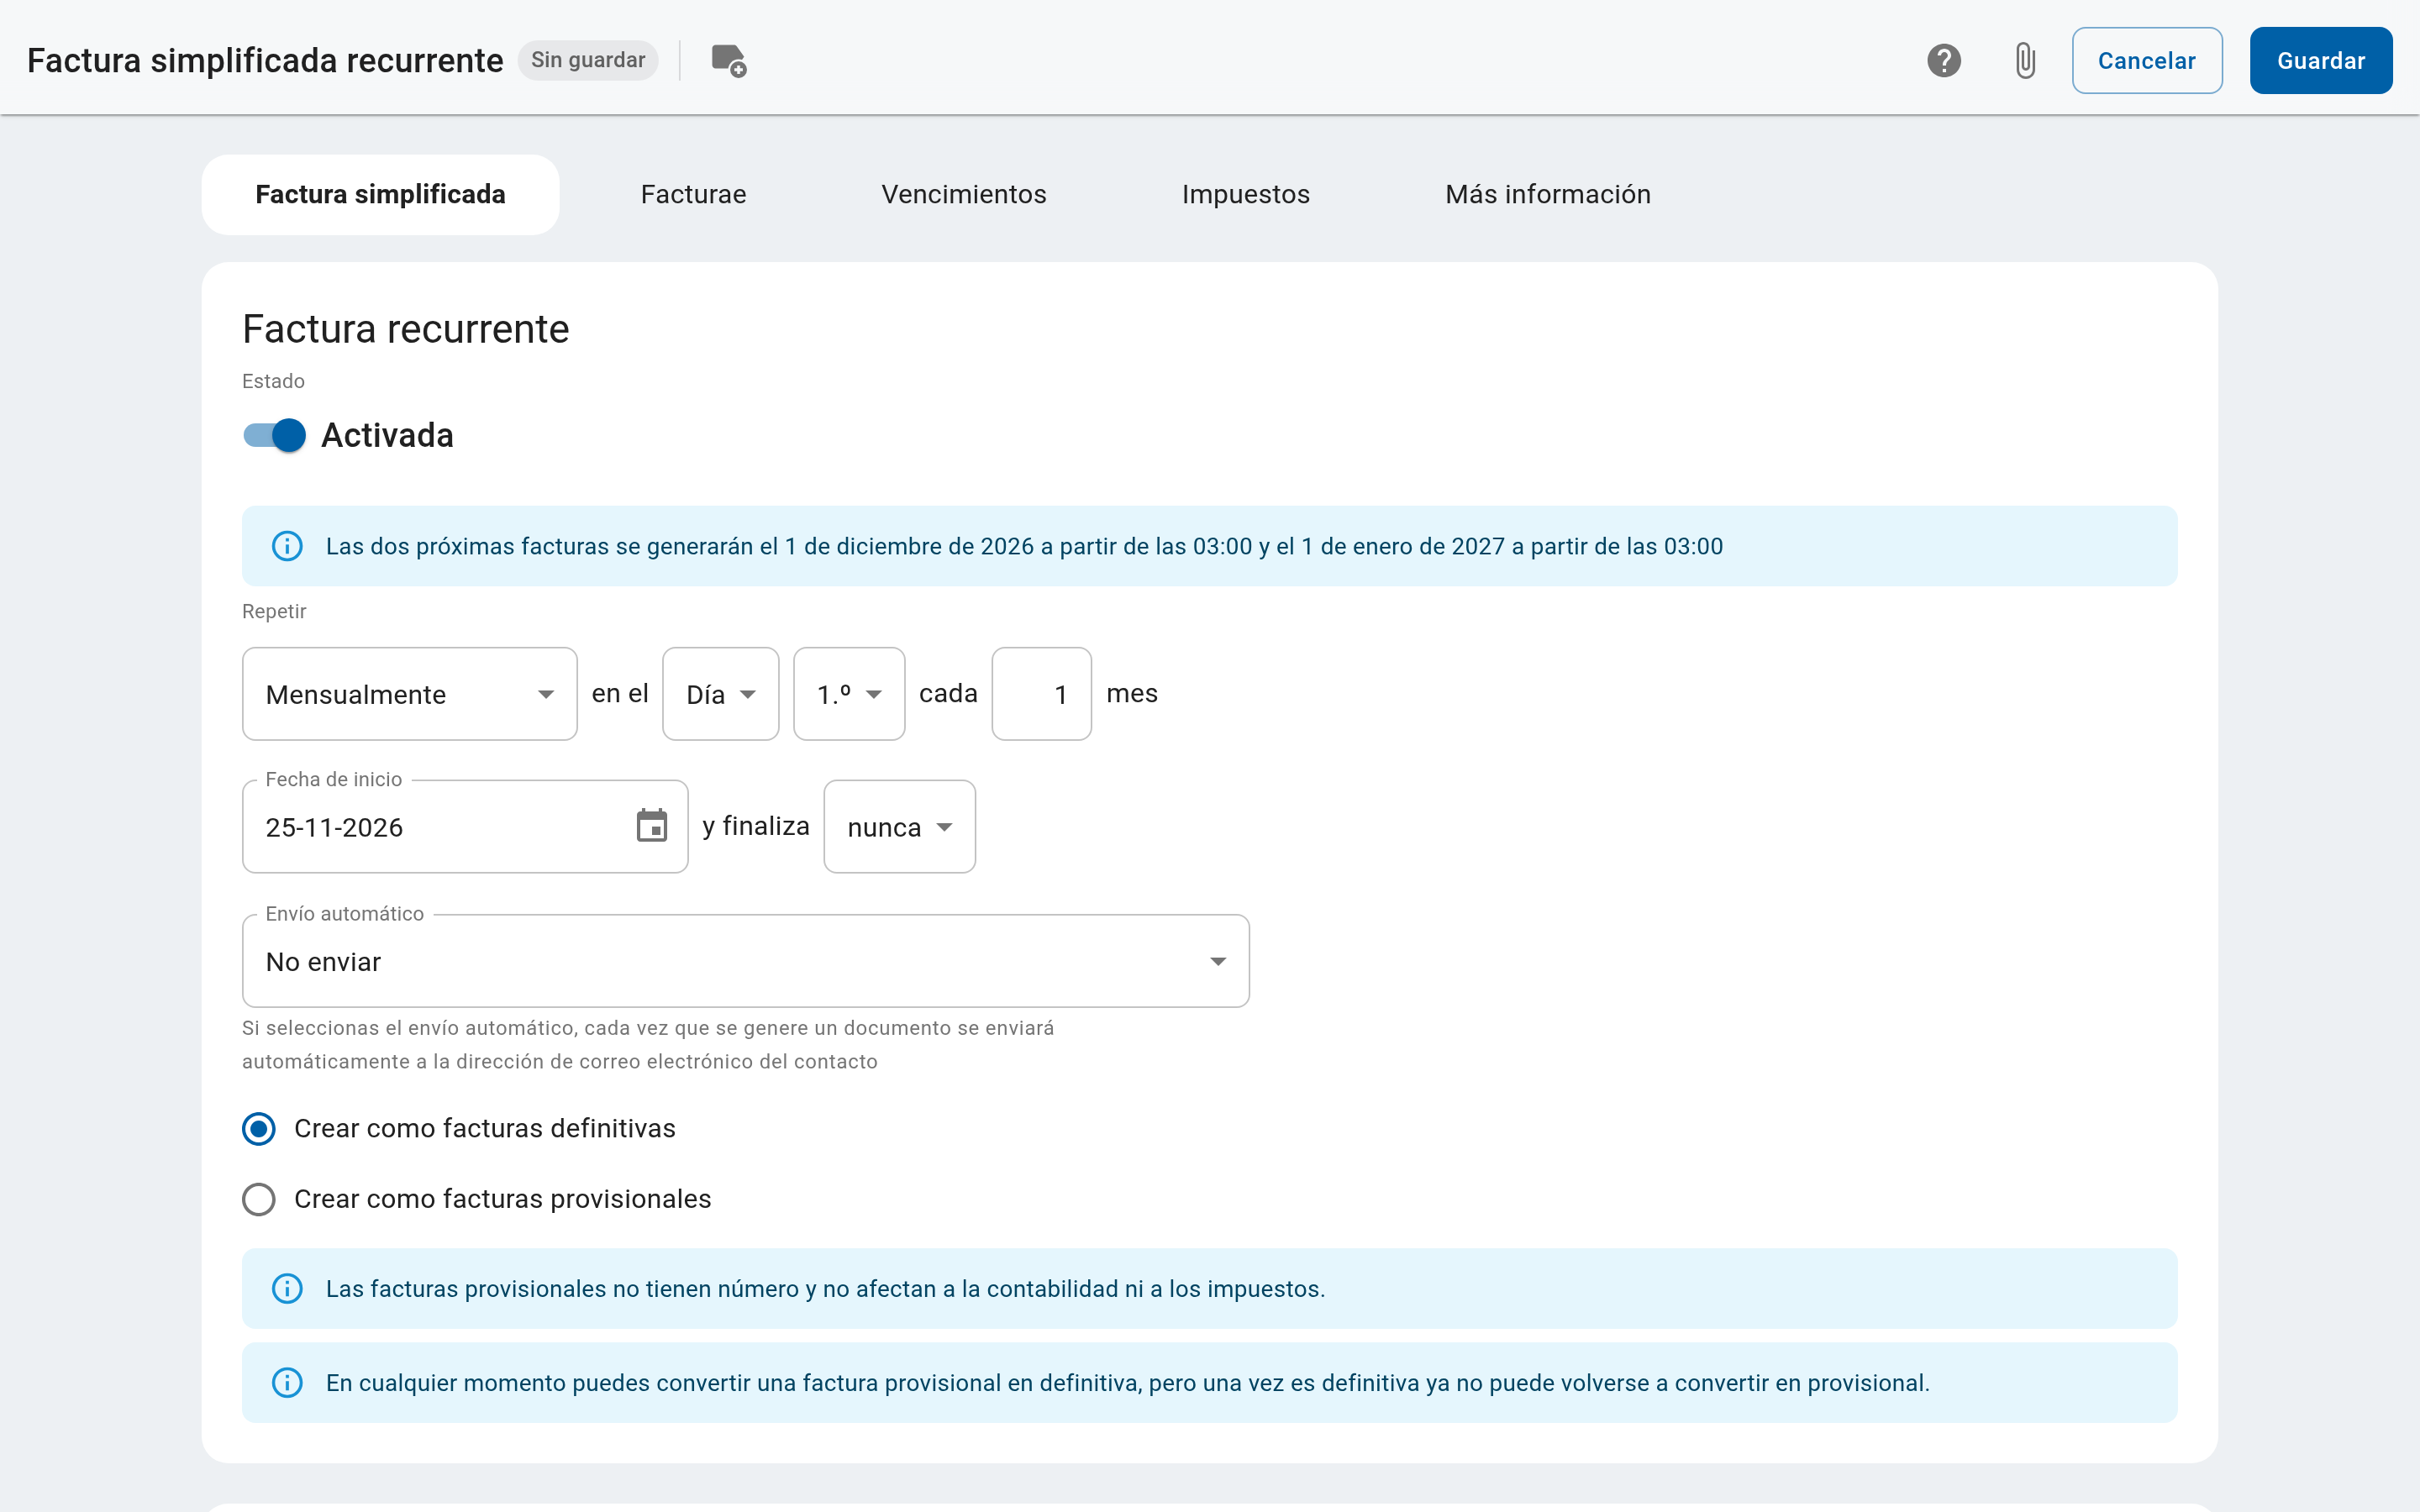 Factura simplificada recurrente Sin guardar Cancelar Guardar
Factura simplificada Facturae Vencimientos Impuestos Más información
Factura recurrente
Estado
Activada
Las dos próximas facturas se generarán el 1 de diciembre de 2026 a partir de las 03:00 y el 1 de enero de 2027 a partir de las 03:00
Repetir
Mensualmente en el Día 1.º cada 1 mes
Fecha de inicio
25-11-2026 y finaliza nunca
Envío automático
No enviar
Si seleccionas el envío automático, cada vez que se genere un documento se enviará
automáticamente a la dirección de correo electrónico del contacto
Crear como facturas definitivas
Crear como facturas provisionales
Las facturas provisionales no tienen número y no afectan a la contabilidad ni a los impuestos.
En cualquier momento puedes convertir una factura provisional en definitiva, pero una vez es definitiva ya no puede volverse a convertir en provisional.